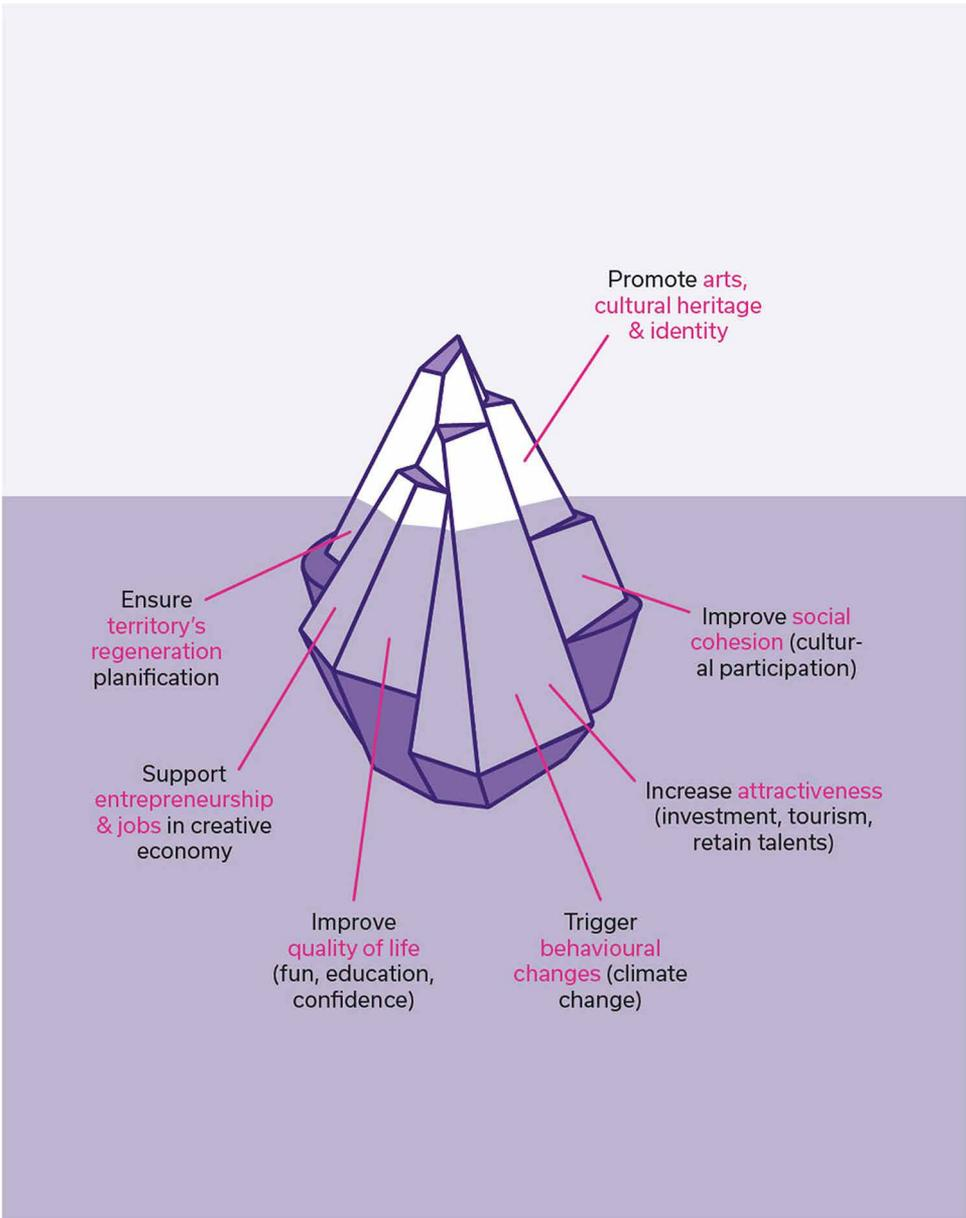 Promote arts,
cultural heritage
& identity
Ensure
territory's
regeneration
planification
Improve social
cohesion (cultur-
al participation)
Support
entrepreneurship
& jobs in creative
economy
Increase attractiveness
(investment, tourism,
retain talents)
Improve
quality of life
(fun, education,
confidence)
Trigger
behavioural
changes (climate
change)